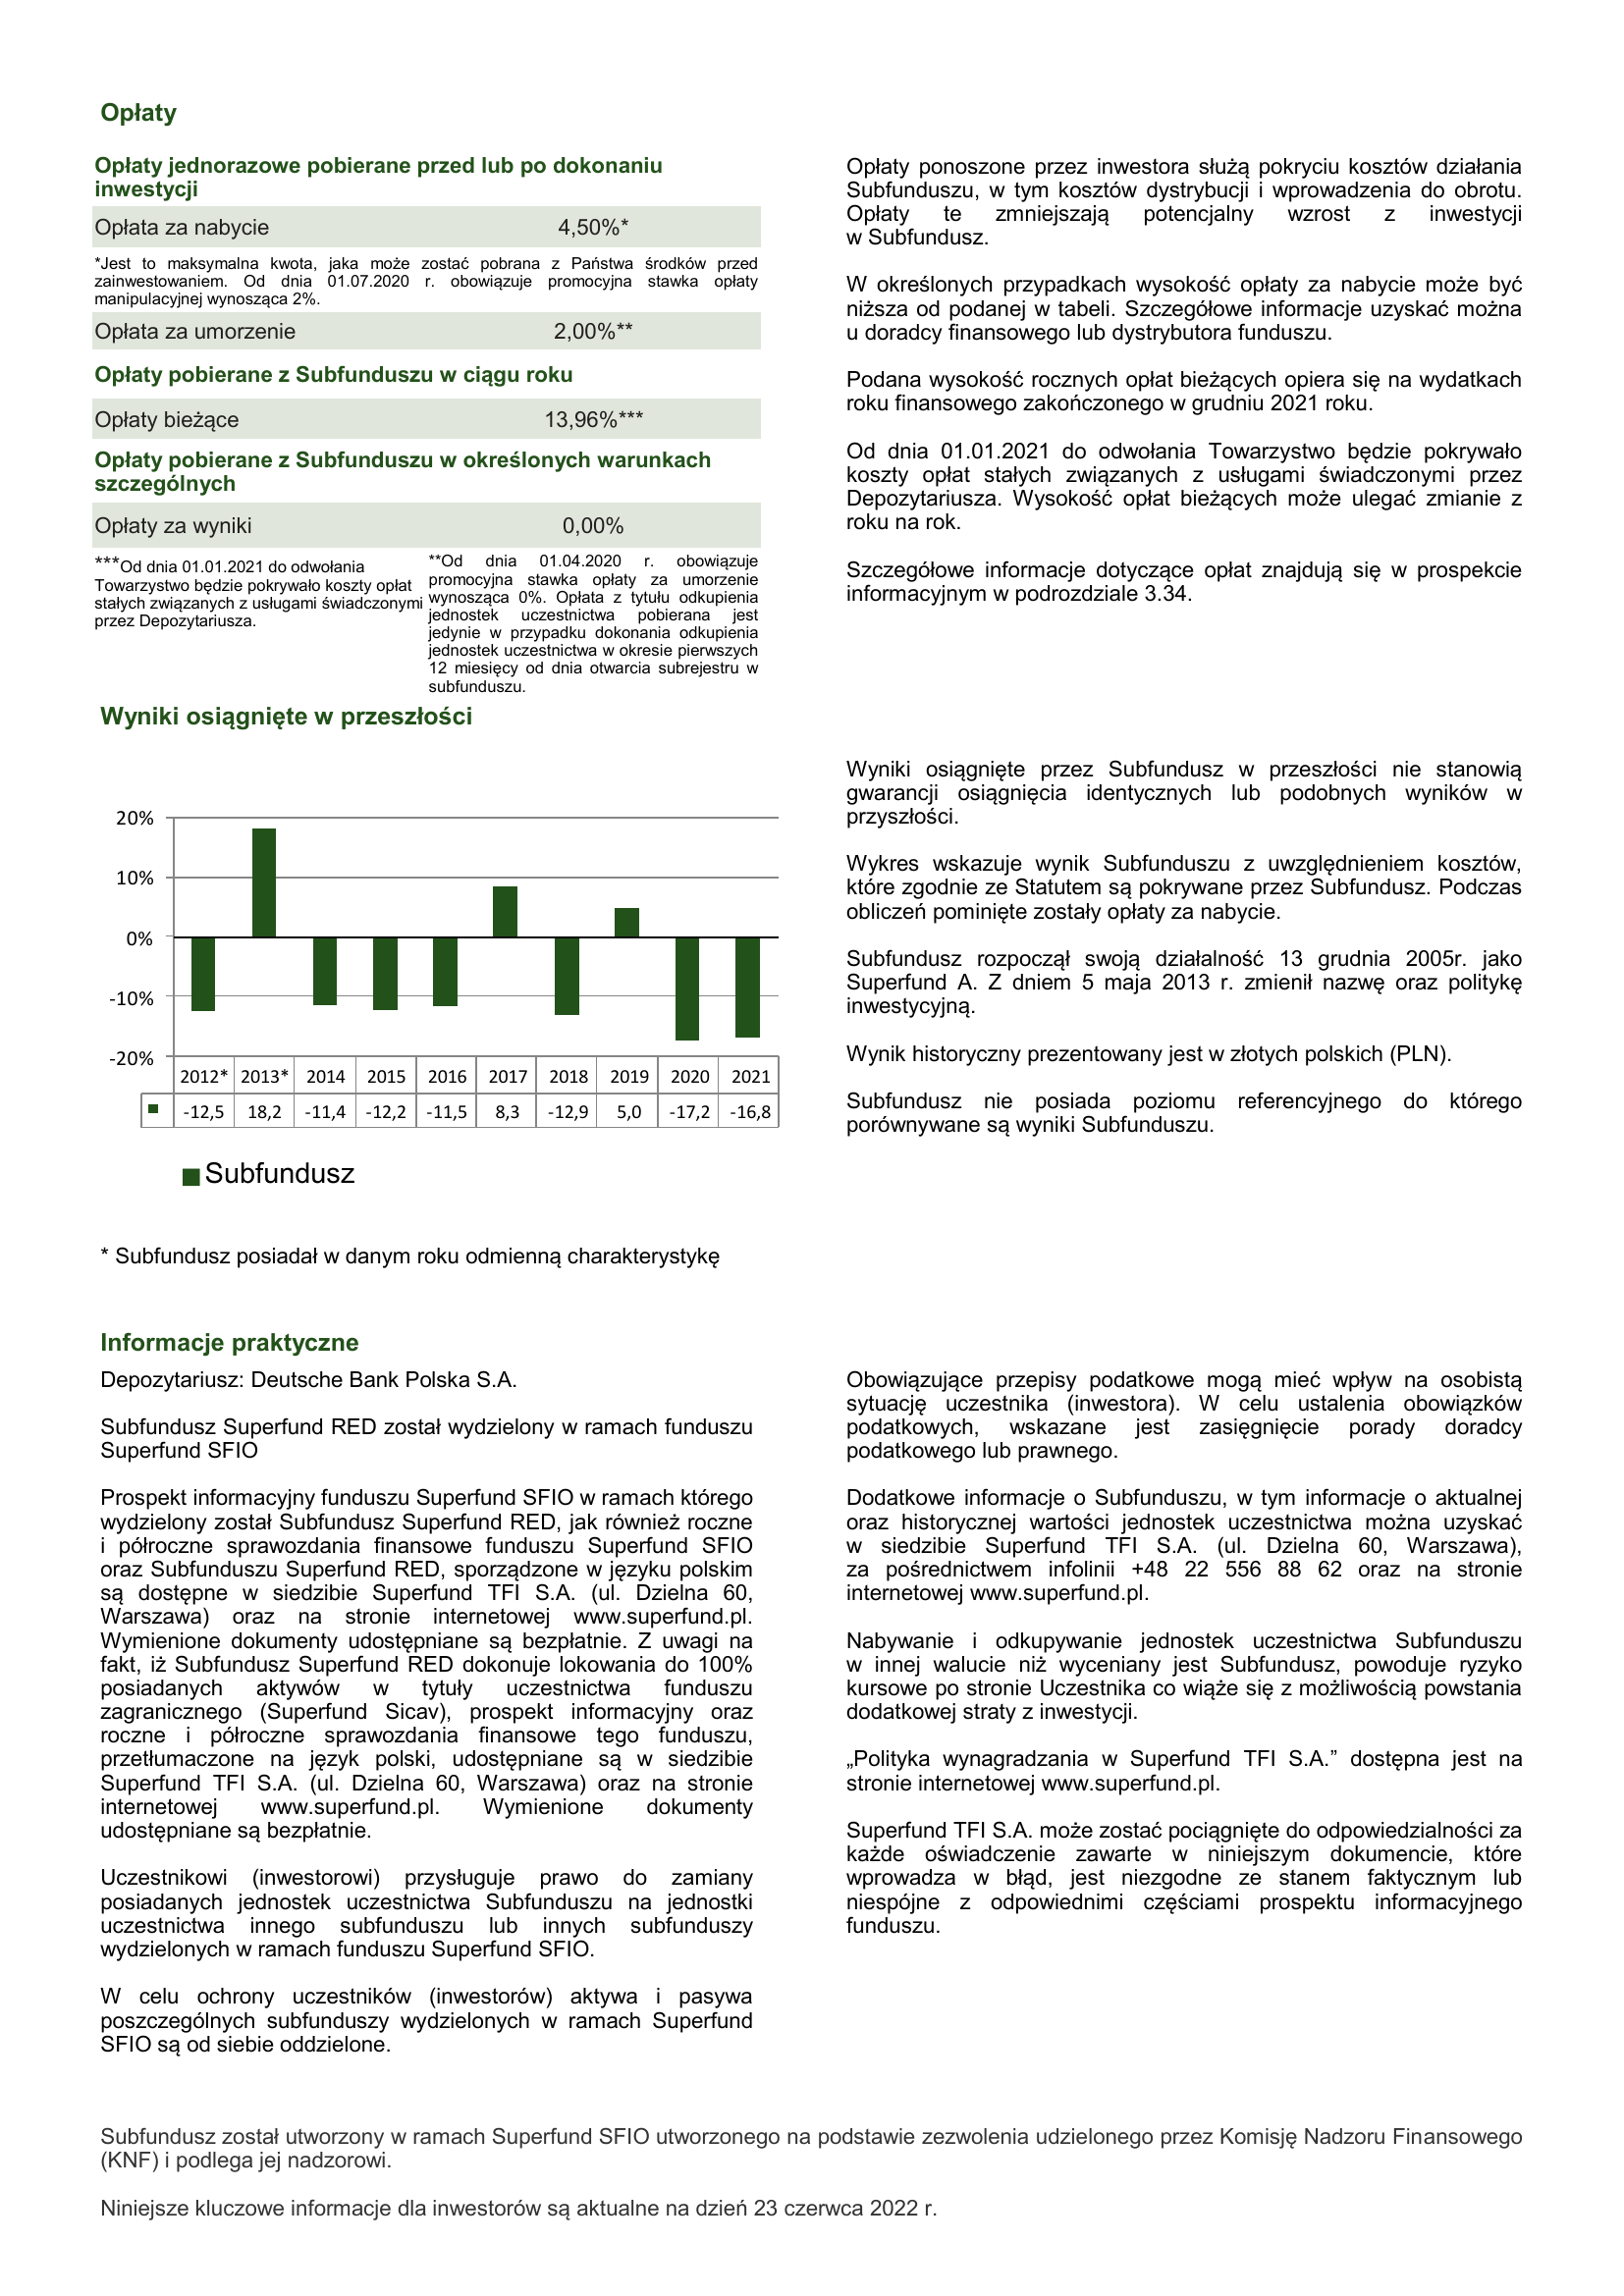 Opłaty
Opłaty jednorazowe pobierane przed lub po dokonaniu
inwestycji
Opłata za nabycie 4,50%*
*Jest to maksymalna kwota, jaka może zostać pobrana z Państwa środków przed
zainwestowaniem. Od dnia 01.07.2020 r. obowiązuje promocyjna stawka opłaty
manipulacyjnej wynosząca 2%.
Opłata za umorzenie 2,00%**
Opłaty pobierane z Subfunduszu w ciągu roku
Opłaty bieżące 13,96%***
Opłaty pobierane z Subfunduszu w określonych warunkach
szczególnych
Opłaty za wyniki 0,00%
***Od dnia 01.01.2021 do odwołania
Towarzystwo będzie pokrywało koszty opłat
stałych związanych z usługami świadczonymi
przez Depozytariusza.
**Od dnia 01.04.2020 r. obowiązuje
promocyjna stawka opłaty za umorzenie
wynosząca 0%. Opłata z tytułu odkupienia
jednostek uczestnictwa pobierana jest
jedynie w przypadku dokonania odkupienia
jednostek uczestnictwa w okresie pierwszych
12 miesięcy od dnia otwarcia subrejestru w
subfunduszu.
Opłaty ponoszone przez inwestora służą pokryciu kosztów działania
Subfunduszu, w tym kosztów dystrybucji i wprowadzenia do obrotu.
Opłaty te zmniejszają potencjalny wzrost z inwestycji
w Subfundusz.
W określonych przypadkach wysokość opłaty za nabycie może być
niższa od podanej w tabeli. Szczegółowe informacje uzyskać można
u doradcy finansowego lub dystrybutora funduszu.
Podana wysokość rocznych opłat bieżących opiera się na wydatkach
roku finansowego zakończonego w grudniu 2021 roku.
Od dnia 01.01.2021 do odwołania Towarzystwo będzie pokrywało
koszty opłat stałych związanych z usługami świadczonymi przez
Depozytariusza. Wysokość opłat bieżących może ulegać zmianie z
roku na rok.
Szczegółowe informacje dotyczące opłat znajdują się w prospekcie
informacyjnym w podrozdziale 3.34.
Wyniki osiągnięte w przeszłości
20%
10%
0%
-10%
-20%
2012* 2013* 2014 2015 2016 2017 2018 2019 2020 2021
-12,5 18,2 -11,4 -12,2 -11,5 8,3 -12,9 5,0 -17,2 -16,8
Subfundusz
* Subfundusz posiadał w danym roku odmienną charakterystykę
Wyniki osiągnięte przez Subfundusz w przeszłości nie stanowią
gwarancji osiągnięcia identycznych lub podobnych wyników w
przyszłości.
Wykres wskazuje wynik Subfunduszu z uwzględnieniem kosztów,
które zgodnie ze Statutem są pokrywane przez Subfundusz. Podczas
obliczeń pominięte zostały opłaty za nabycie.
Subfundusz rozpoczął swoją działalność 13 grudnia 2005r. jako
Superfund A. Z dniem 5 maja 2013 r. zmienił nazwę oraz politykę
inwestycyjną.
Wynik historyczny prezentowany jest w złotych polskich (PLN).
Subfundusz nie posiada poziomu referencyjnego do którego
porównywane są wyniki Subfunduszu.
Informacje praktyczne
Depozytariusz: Deutsche Bank Polska S.A.
Subfundusz Superfund RED został wydzielony w ramach funduszu
Superfund SFIO
Prospekt informacyjny funduszu Superfund SFIO w ramach którego
wydzielony został Subfundusz Superfund RED, jak również roczne
i półroczne sprawozdania finansowe funduszu Superfund SFIO
oraz Subfunduszu Superfund RED, sporządzone w języku polskim
są dostępne w siedzibie Superfund TFI S.A. (ul. Dzielna 60,
Warszawa) oraz na stronie internetowej www.superfund.pl.
Wymienione dokumenty udostępniane są bezpłatnie. Z uwagi na
fakt, iż Subfundusz Superfund RED dokonuje lokowania do 100%
posiadanych aktywów w tytuły uczestnictwa funduszu
zagranicznego (Superfund Sicav), prospekt informacyjny oraz
roczne i półroczne sprawozdania finansowe tego funduszu,
przetłumaczone na język polski, udostępniane są w siedzibie
Superfund TFI S.A. (ul. Dzielna 60, Warszawa) oraz na stronie
internetowej www.superfund.pl. Wymienione dokumenty
udostępniane są bezpłatnie.
Uczestnikowi (inwestorowi) przysługuje prawo do zamiany
posiadanych jednostek uczestnictwa Subfunduszu na jednostki
uczestnictwa innego subfunduszu lub innych subfunduszy
wydzielonych w ramach funduszu Superfund SFIO.
W celu ochrony uczestników (inwestorów) aktywa i pasywa
poszczególnych subfunduszy wydzielonych w ramach Superfund
SFIO są od siebie oddzielone.
Obowiązujące przepisy podatkowe mogą mieć wpływ na osobistą
sytuację uczestnika (inwestora). W celu ustalenia obowiązków
podatkowych, wskazane jest zasięgnięcie porady doradcy
podatkowego lub prawnego.
Dodatkowe informacje o Subfunduszu, w tym informacje o aktualnej
oraz historycznej wartości jednostek uczestnictwa można uzyskać
w siedzibie Superfund TFI S.A. (ul. Dzielna 60, Warszawa),
za pośrednictwem infolinii +48 22 556 88 62 oraz na stronie
internetowej www.superfund.pl.
Nabywanie i odkupywanie jednostek uczestnictwa Subfunduszu
w innej walucie niż wyceniany jest Subfundusz, powoduje ryzyko
kursowe po stronie Uczestnika co wiąże się z możliwością powstania
dodatkowej straty z inwestycji.
„Polityka wynagradzania w Superfund TFI S.A.” dostępna jest na
stronie internetowej www.superfund.pl.
Superfund TFI S.A. może zostać pociągnięte do odpowiedzialności za
każde oświadczenie zawarte w niniejszym dokumencie, które
wprowadza w błąd, jest niezgodne ze stanem faktycznym lub
niespójne z odpowiednimi częściami prospektu informacyjnego
funduszu.
Subfundusz został utworzony w ramach Superfund SFIO utworzonego na podstawie zezwolenia udzielonego przez Komisję Nadzoru Finansowego
(KNF) i podlega jej nadzorowi.
Niniejsze kluczowe informacje dla inwestorów są aktualne na dzień 23 czerwca 2022 r.